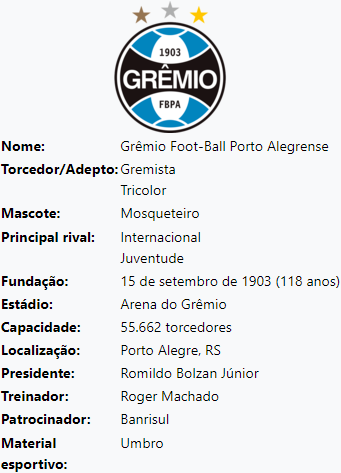 1903
GRÊMIO
FBPA
Nome: Grêmio Foot-Ball Porto Alegrense
Torcedor/Adepto: Gremista
Tricolor
Mascote: Mosqueteiro
Principal rival: Internacional
Juventude
Fundação: 15 de setembro de 1903 (118 anos)
Estádio: Arena do Grêmio
Capacidade: 55.662 torcedores
Localização: Porto Alegre, RS
Presidente: Romildo Bolzan Júnior
Treinador: Roger Machado
Patrocinador: Banrisul
Material Umbro
esportivo: